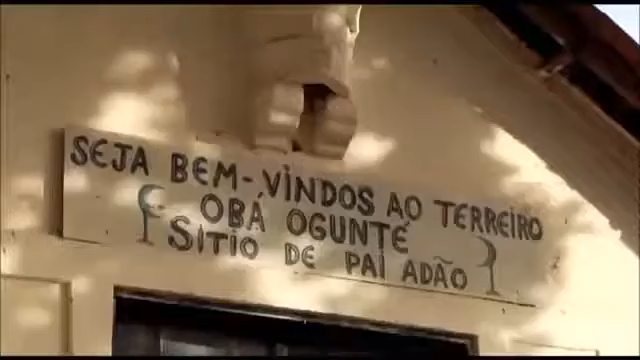 SEJA BEM-VINDOS AO TERREIRO
OBÁ OGUNTÉ
SÍTIO DE PAI ADÃO